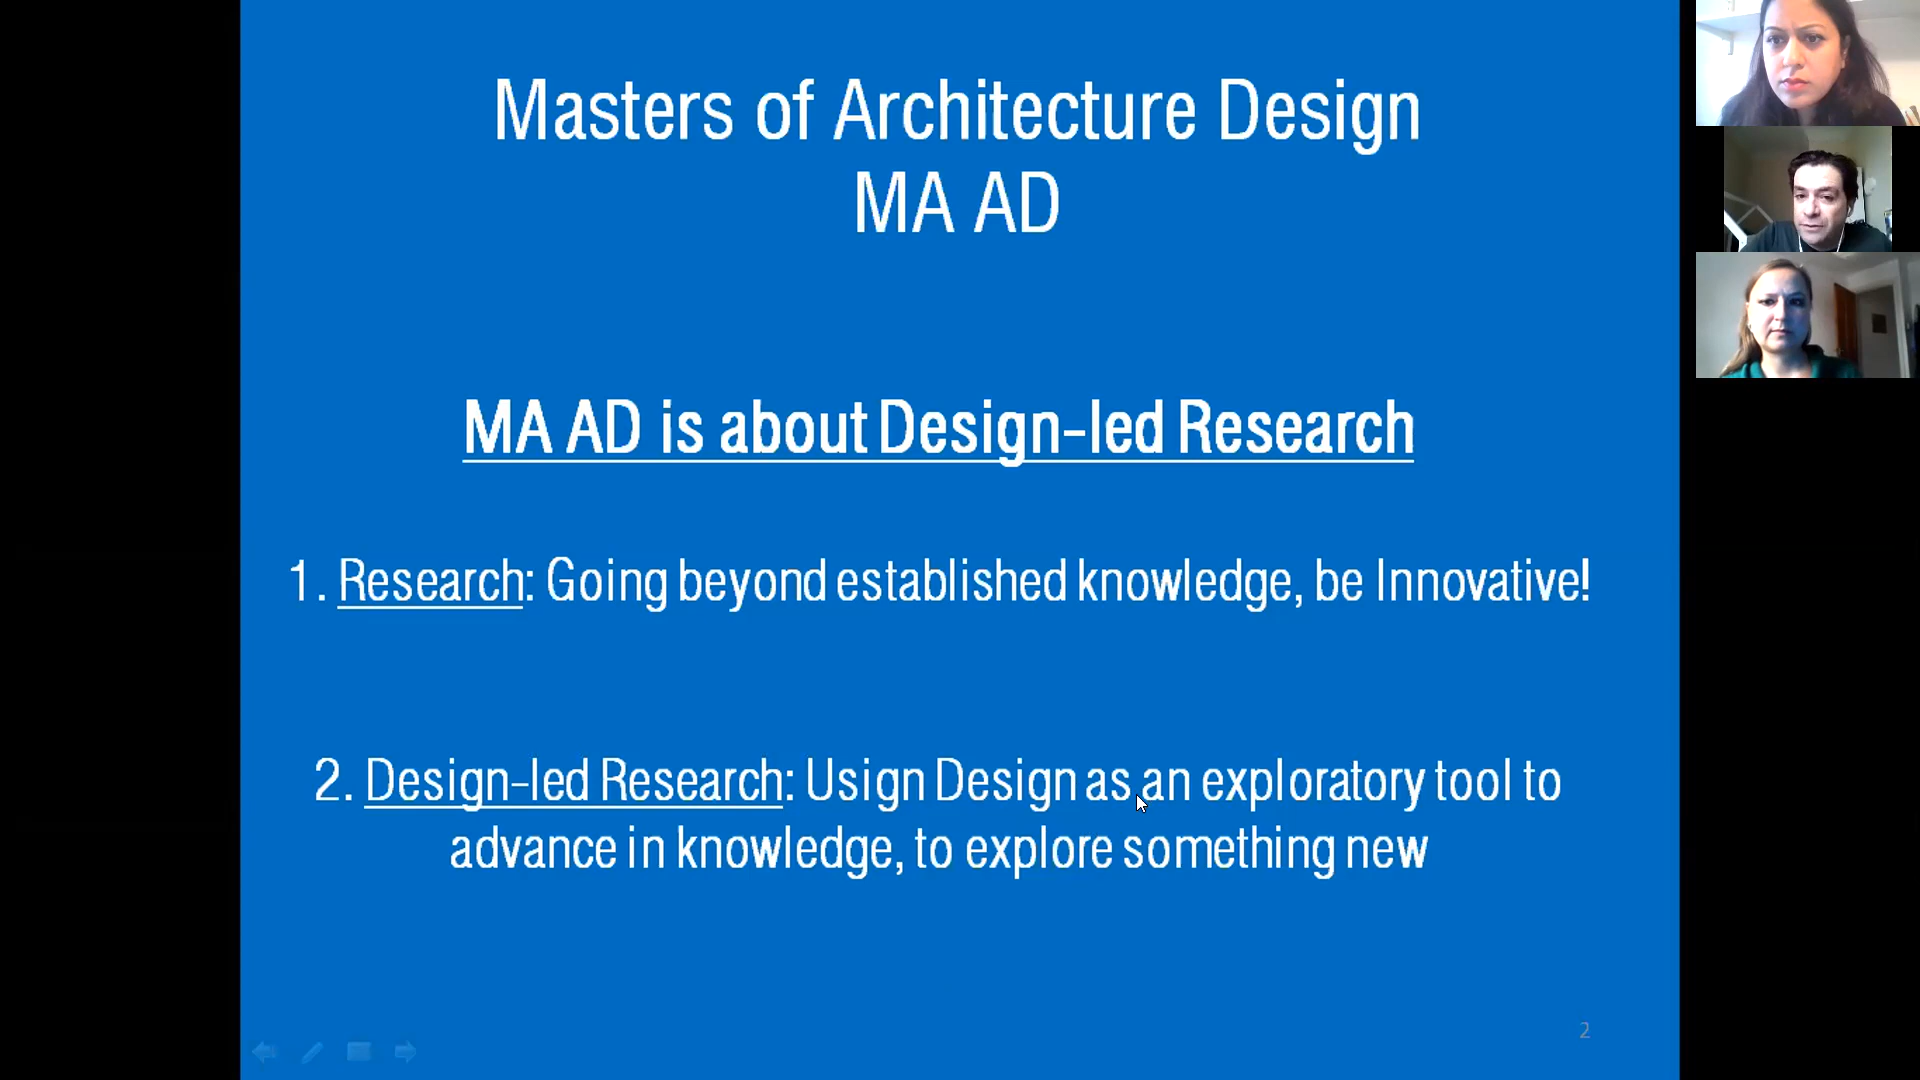 Masters of Architecture Design
MA AD
MA AD is about Design-led Research
1. Research: Going beyond established knowledge, be Innovative!
2. Design-led Research: Usign Design as an exploratory tool to
advance in knowledge, to explore something new
2